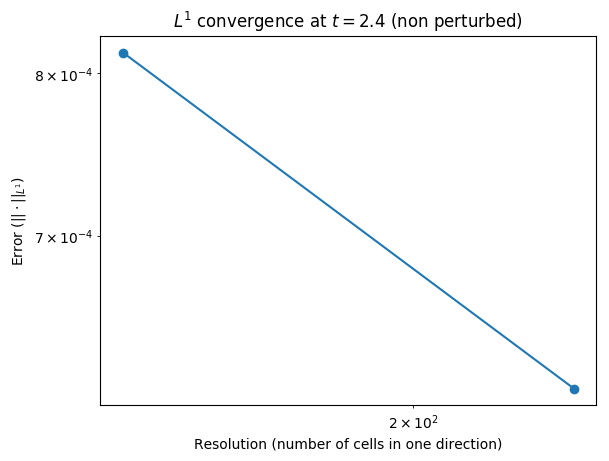 $L^1$ convergence at $t = 2.4$ (non perturbed)
$8 \times 10^{-4}$
$7 \times 10^{-4}$
Error ($||\cdot||_{L^1}$)
$2 \times 10^2$
Resolution (number of cells in one direction)